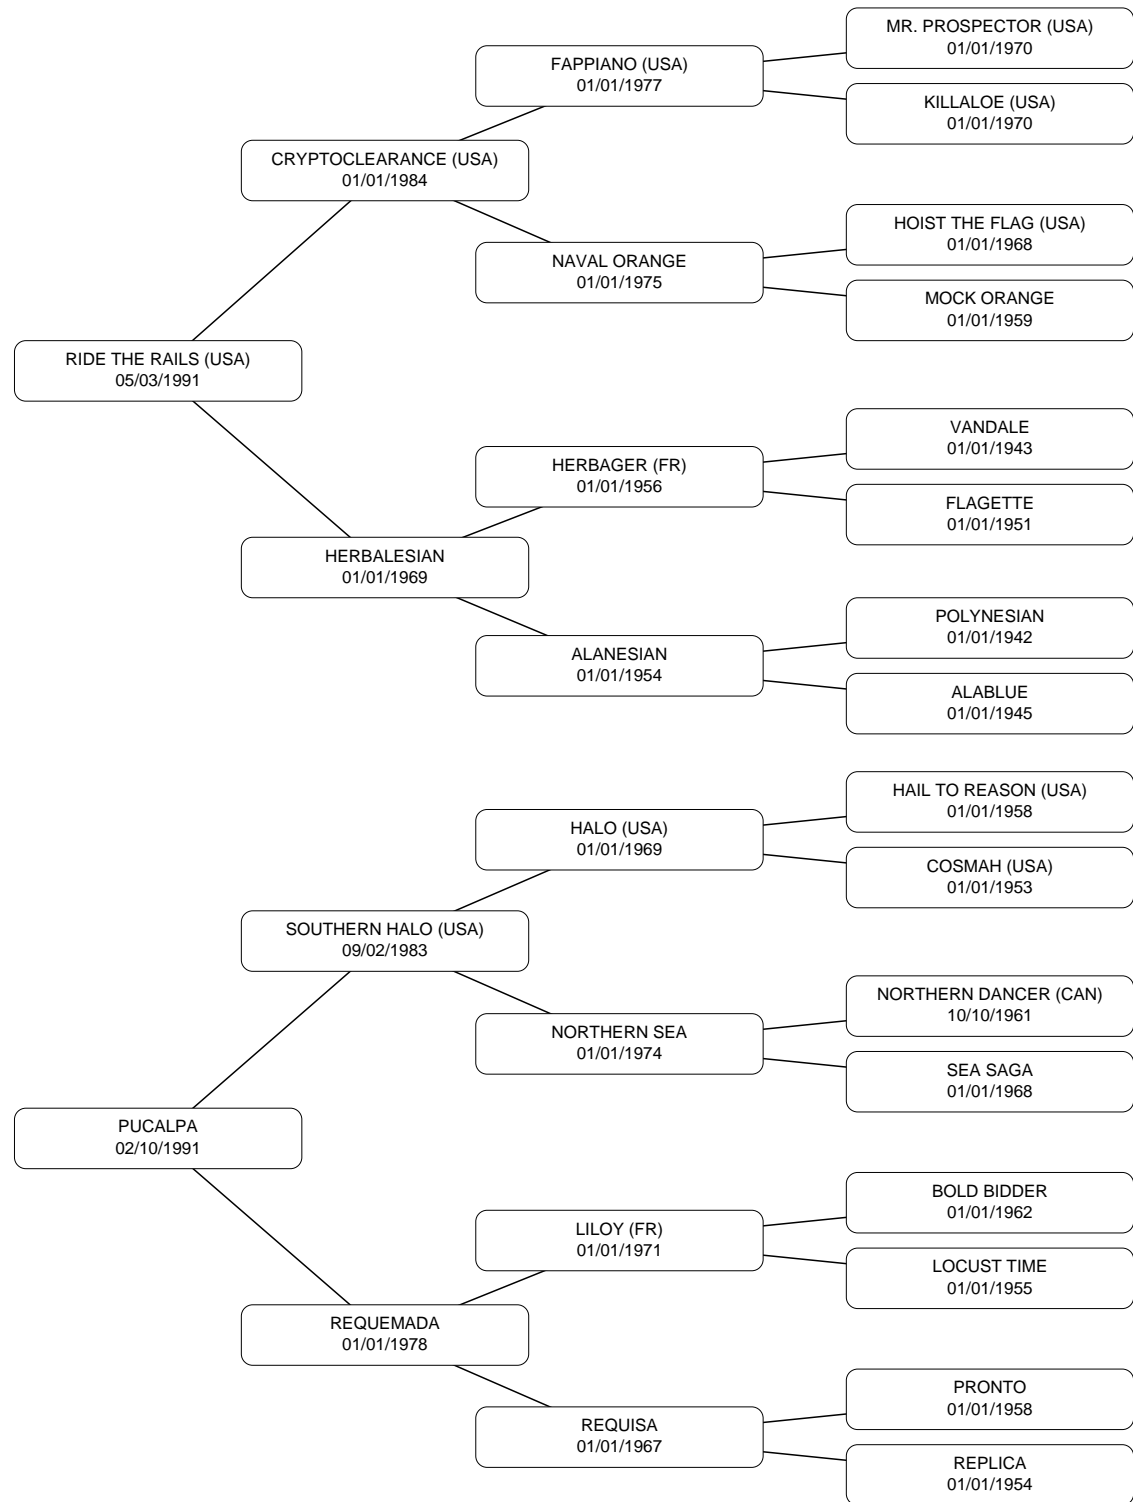 MR. PROSPECTOR (USA)
01/01/1970
FAPPIANO (USA)
01/01/1977
KILLALOE (USA)
01/01/1970
CRYPTOCLEARANCE (USA)
01/01/1984
HOIST THE FLAG (USA)
01/01/1968
NAVAL ORANGE
01/01/1975
MOCK ORANGE
01/01/1959
RIDE THE RAILS (USA)
05/03/1991
VANDALE
01/01/1943
HERBAGER (FR)
01/01/1956
FLAGETTE
01/01/1951
HERBALESIAN
01/01/1969
POLYNESIAN
01/01/1942
ALANESIAN
01/01/1954
ALABLUE
01/01/1945
HAIL TO REASON (USA)
01/01/1958
HALO (USA)
01/01/1969
COSMAH (USA)
01/01/1953
SOUTHERN HALO (USA)
09/02/1983
NORTHERN DANCER (CAN)
10/10/1961
NORTHERN SEA
01/01/1974
SEA SAGA
01/01/1968
PUCALPA
02/10/1991
BOLD BIDDER
01/01/1962
LILOY (FR)
01/01/1971
LOCUST TIME
01/01/1955
REQUEMADA
01/01/1978
PRONTO
01/01/1958
REQUISA
01/01/1967
REPLICA
01/01/1954